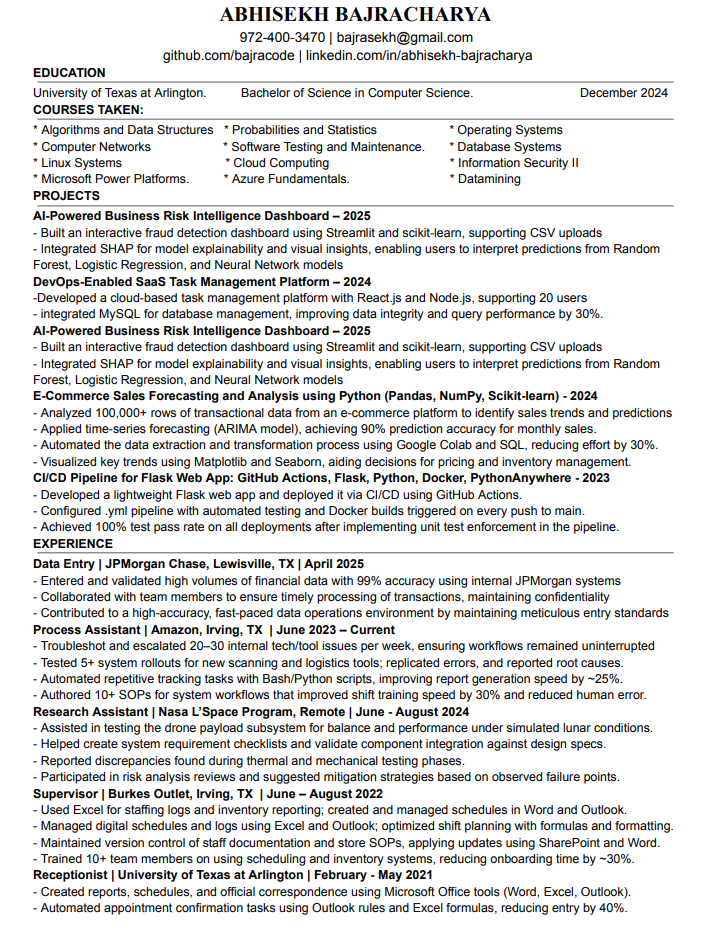 ABHISEKH BAJRACHARYA
972-400-3470 | bajrasekh@gmail.com
github.com/bajracode | linkedin.com/in/abhisekh-bajracharya
EDUCATION
University of Texas at Arlington. Bachelor of Science in Computer Science. December 2024
COURSES TAKEN:
* Algorithms and Data Structures * Probabilities and Statistics * Operating Systems
* Computer Networks * Software Testing and Maintenance. * Database Systems
* Linux Systems * Cloud Computing * Information Security II
* Microsoft Power Platforms. * Azure Fundamentals. * Datamining
PROJECTS
AI-Powered Business Risk Intelligence Dashboard – 2025
- Built an interactive fraud detection dashboard using Streamlit and scikit-learn, supporting CSV uploads
- Integrated SHAP for model explainability and visual insights, enabling users to interpret predictions from Random
Forest, Logistic Regression, and Neural Network models
DevOps-Enabled SaaS Task Management Platform – 2024
-Developed a cloud-based task management platform with React.js and Node.js, supporting 20 users
- integrated MySQL for database management, improving data integrity and query performance by 30%.
AI-Powered Business Risk Intelligence Dashboard – 2025
- Built an interactive fraud detection dashboard using Streamlit and scikit-learn, supporting CSV uploads
- Integrated SHAP for model explainability and visual insights, enabling users to interpret predictions from Random
Forest, Logistic Regression, and Neural Network models
E-Commerce Sales Forecasting and Analysis using Python (Pandas, NumPy, Scikit-learn) - 2024
- Analyzed 100,000+ rows of transactional data from an e-commerce platform to identify sales trends and predictions
- Applied time-series forecasting (ARIMA model), achieving 90% prediction accuracy for monthly sales.
- Automated the data extraction and transformation process using Google Colab and SQL, reducing effort by 30%.
- Visualized key trends using Matplotlib and Seaborn, aiding decisions for pricing and inventory management.
CI/CD Pipeline for Flask Web App: GitHub Actions, Flask, Python, Docker, PythonAnywhere - 2023
- Developed a lightweight Flask web app and deployed it via CI/CD using GitHub Actions.
- Configured .yml pipeline with automated testing and Docker builds triggered on every push to main.
- Achieved 100% test pass rate on all deployments after implementing unit test enforcement in the pipeline.
EXPERIENCE
Data Entry | JPMorgan Chase, Lewisville, TX | April 2025
- Entered and validated high volumes of financial data with 99% accuracy using internal JPMorgan systems
- Collaborated with team members to ensure timely processing of transactions, maintaining confidentiality
- Contributed to a high-accuracy, fast-paced data operations environment by maintaining meticulous entry standards
Process Assistant | Amazon, Irving, TX | June 2023 – Current
- Troubleshot and escalated 20–30 internal tech/tool issues per week, ensuring workflows remained uninterrupted
- Tested 5+ system rollouts for new scanning and logistics tools; replicated errors, and reported root causes.
- Automated repetitive tracking tasks with Bash/Python scripts, improving report generation speed by ~25%.
- Authored 10+ SOPs for system workflows that improved shift training speed by 30% and reduced human error.
Research Assistant | Nasa L'Space Program, Remote | June - August 2024
- Assisted in testing the drone payload subsystem for balance and performance under simulated lunar conditions.
- Helped create system requirement checklists and validate component integration against design specs.
- Reported discrepancies found during thermal and mechanical testing phases.
- Participated in risk analysis reviews and suggested mitigation strategies based on observed failure points.
Supervisor | Burkes Outlet, Irving, TX | June – August 2022
- Used Excel for staffing logs and inventory reporting; created and managed schedules in Word and Outlook.
- Managed digital schedules and logs using Excel and Outlook; optimized shift planning with formulas and formatting.
- Maintained version control of staff documentation and store SOPs, applying updates using SharePoint and Word.
- Trained 10+ team members on using scheduling and inventory systems, reducing onboarding time by ~30%.
Receptionist | University of Texas at Arlington | February - May 2021
- Created reports, schedules, and official correspondence using Microsoft Office tools (Word, Excel, Outlook).
- Automated appointment confirmation tasks using Outlook rules and Excel formulas, reducing entry by 40%.